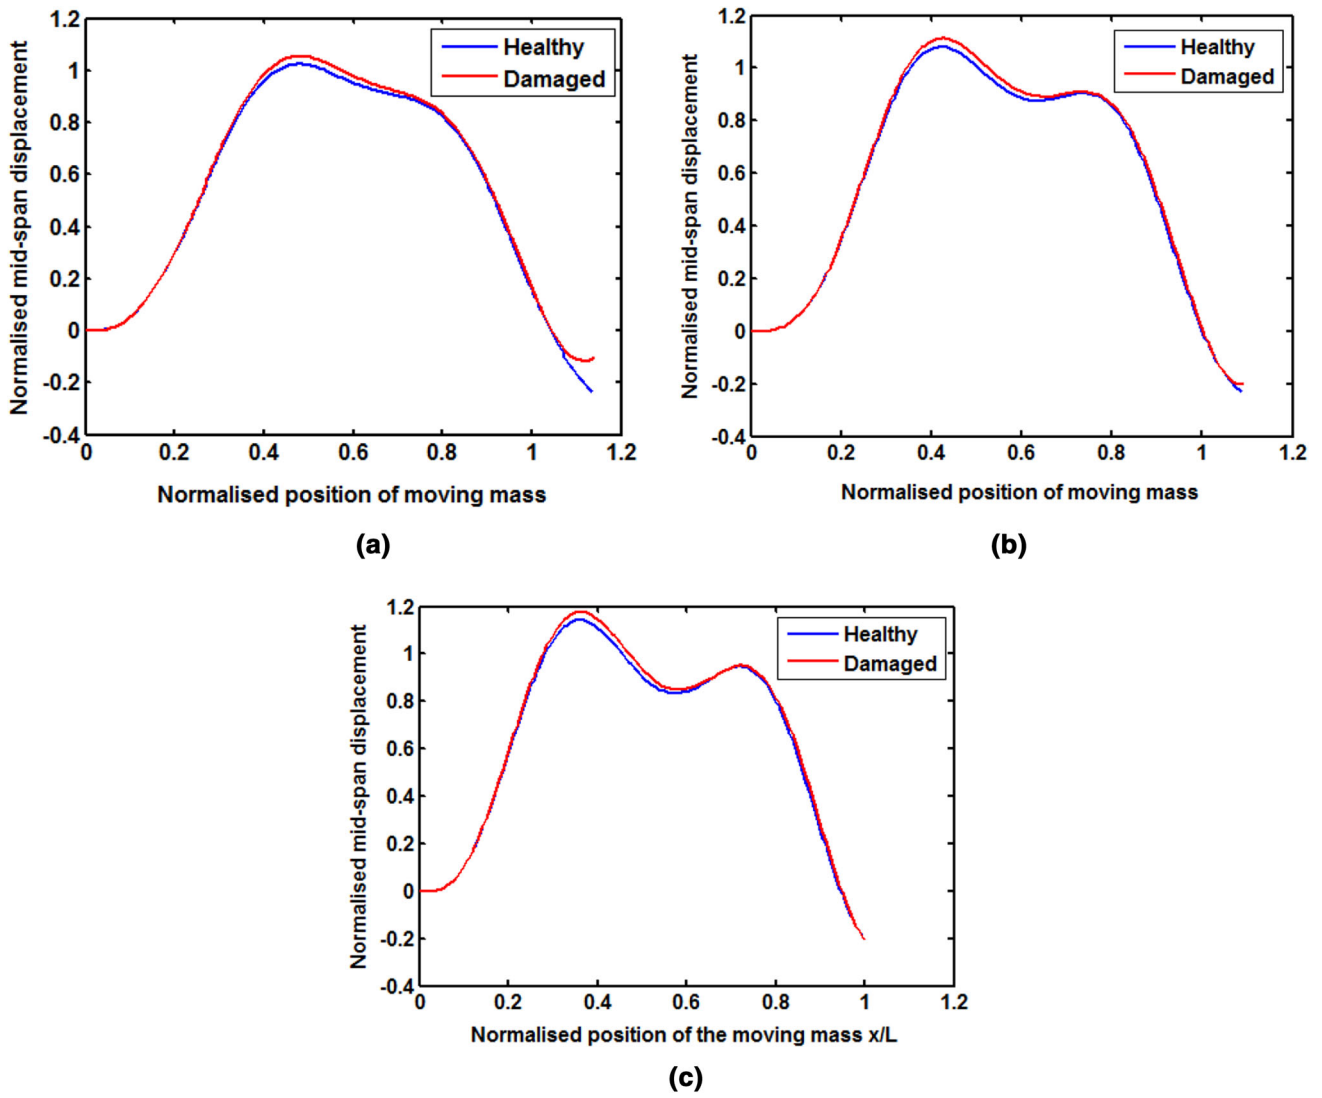 Normalised mid-span displacement
1.2
1
0.8
0.6
0.4
0.2
0
-0.2
-0.4
Healthy
Damaged
0 0.2 0.4 0.6 0.8 1 1.2
Normalised position of moving mass
(a)
Normalised mid-span displacement
1.2
1
0.8
0.6
0.4
0.2
0
-0.2
-0.4
Healthy
Damaged
0 0.2 0.4 0.6 0.8 1 1.2
Normalised position of moving mass
(b)
Normalised mid-span displacement
1.2
1
0.8
0.6
0.4
0.2
0
-0.2
-0.4
Healthy
Damaged
0 0.2 0.4 0.6 0.8 1 1.2
Normalised position of the moving mass x/L
(c)